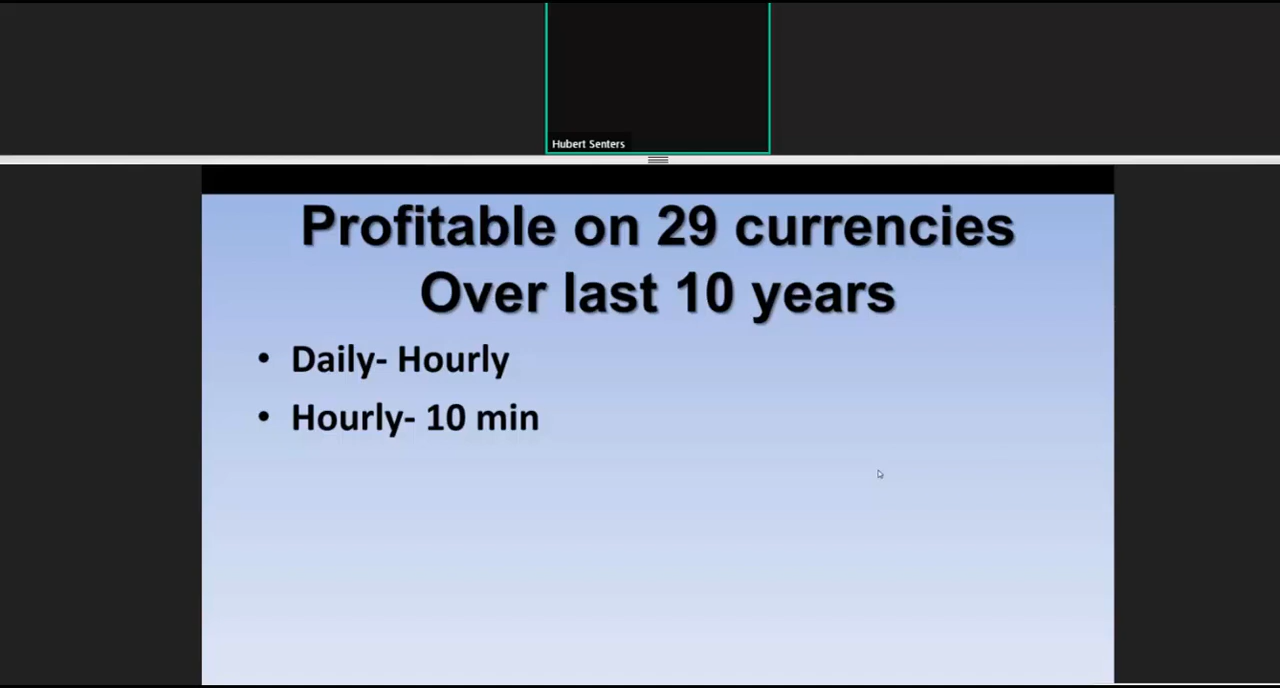 Hubert Senters
Profitable on 29 currencies
Over last 10 years
• Daily- Hourly
• Hourly- 10 min